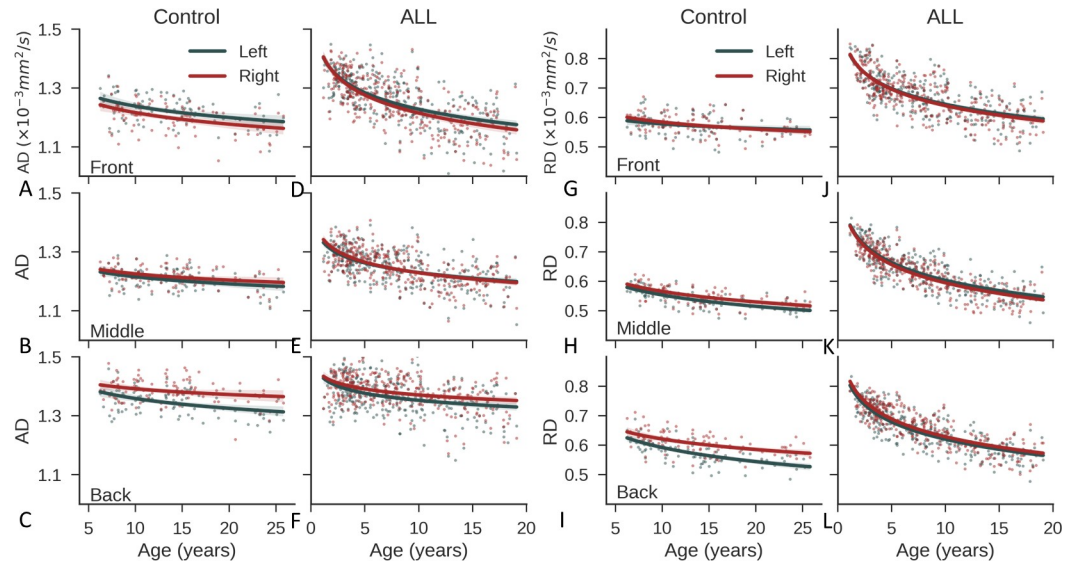 Control ALL Control ALL
1.5 0.8
AD (×10⁻³mm²/s) Left Right RD (×10⁻³mm²/s) Left Right
1.3 0.7
0.6
1.1 0.5
Front Front
A D G J
1.5 0.8
AD RD
1.3 0.7
0.6
1.1 0.5
Middle Middle
B E H K
1.5 0.8
AD RD
1.3 0.7
0.6
1.1 0.5
Back Back
C 5 10 15 20 25 F 0 5 10 15 20 I 5 10 15 20 25 L 0 5 10 15 20
Age (years) Age (years) Age (years) Age (years)